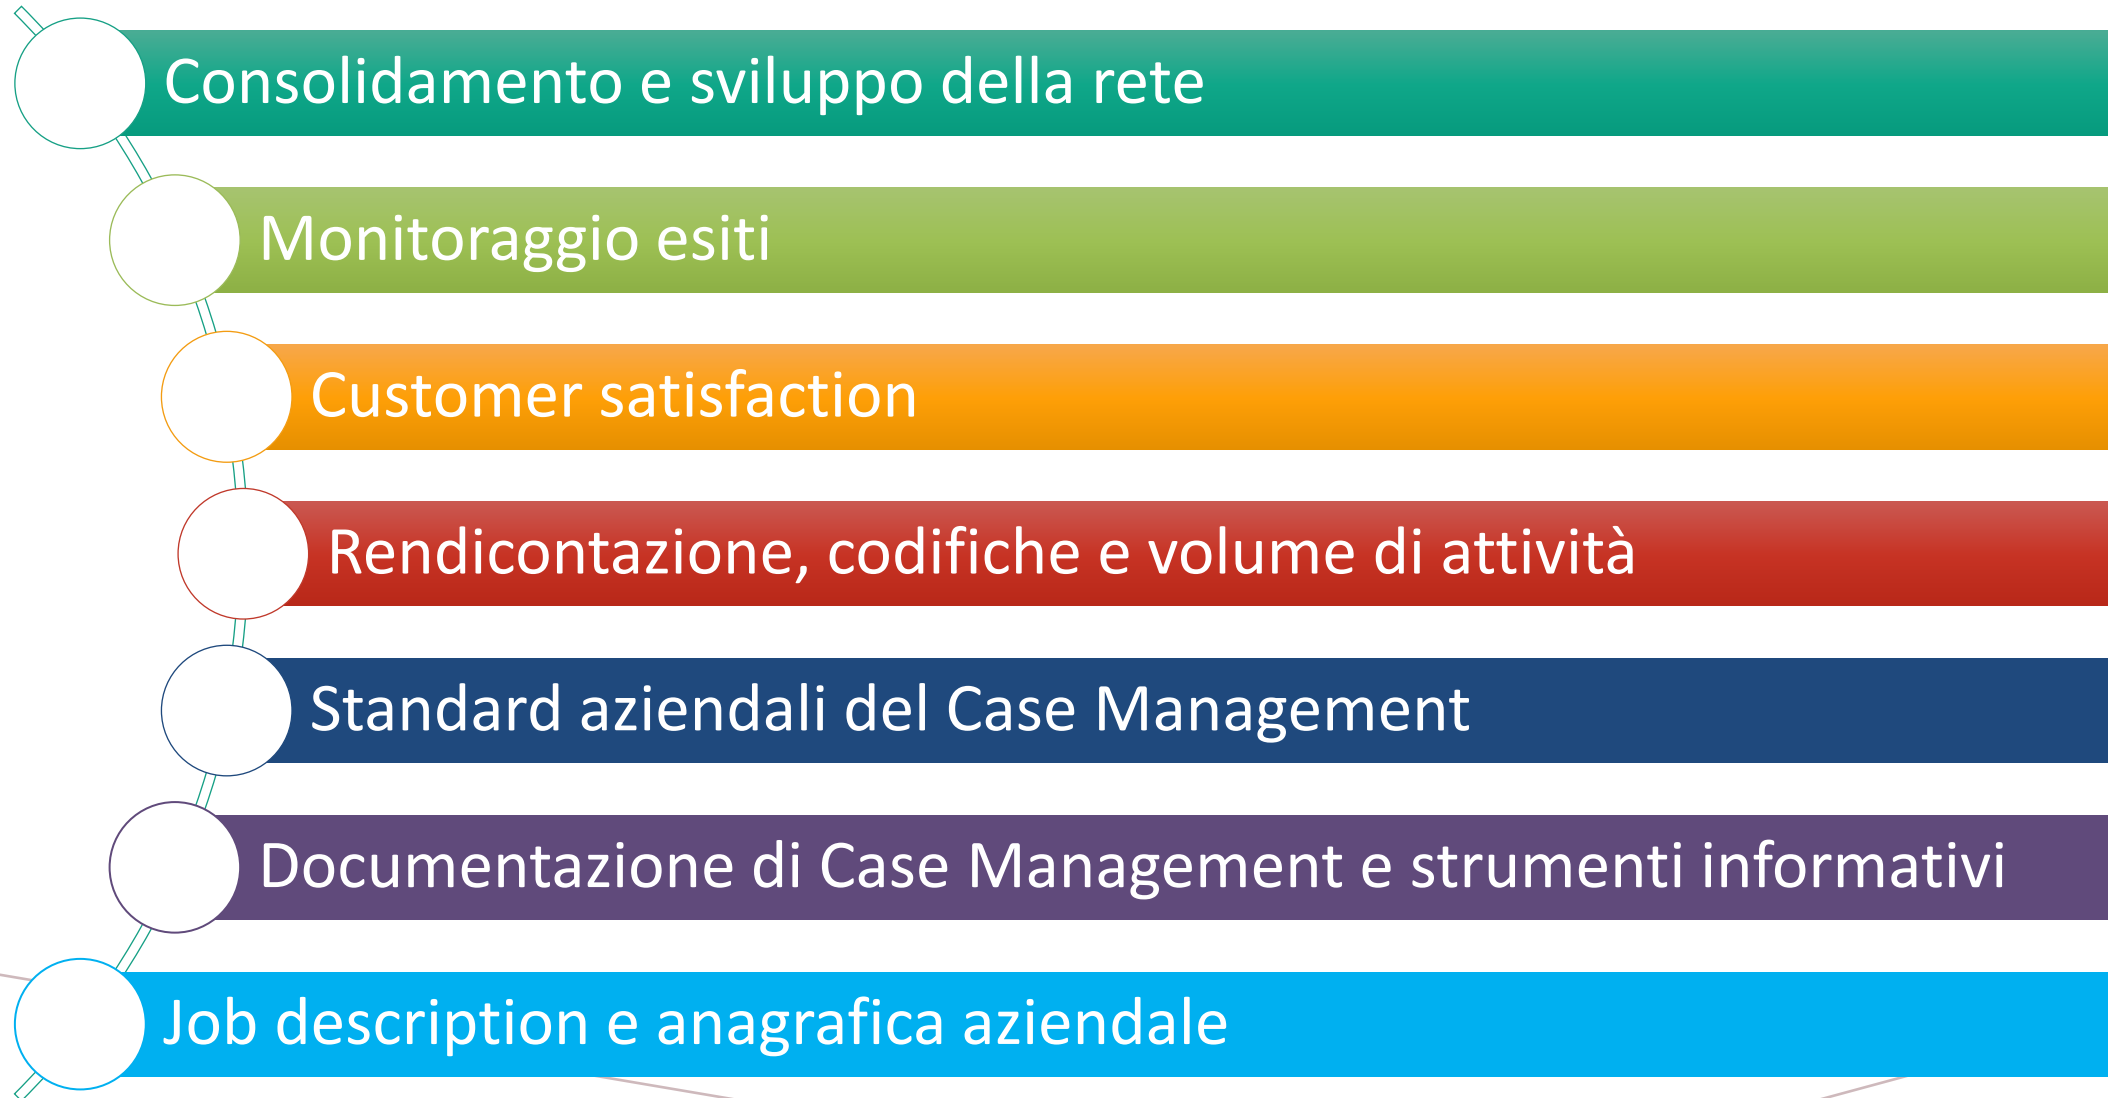 Consolidamento e sviluppo della rete
Monitoraggio esiti
Customer satisfaction
Rendicontazione, codifiche e volume di attività
Standard aziendali del Case Management
Documentazione di Case Management e strumenti informativi
Job description e anagrafica aziendale